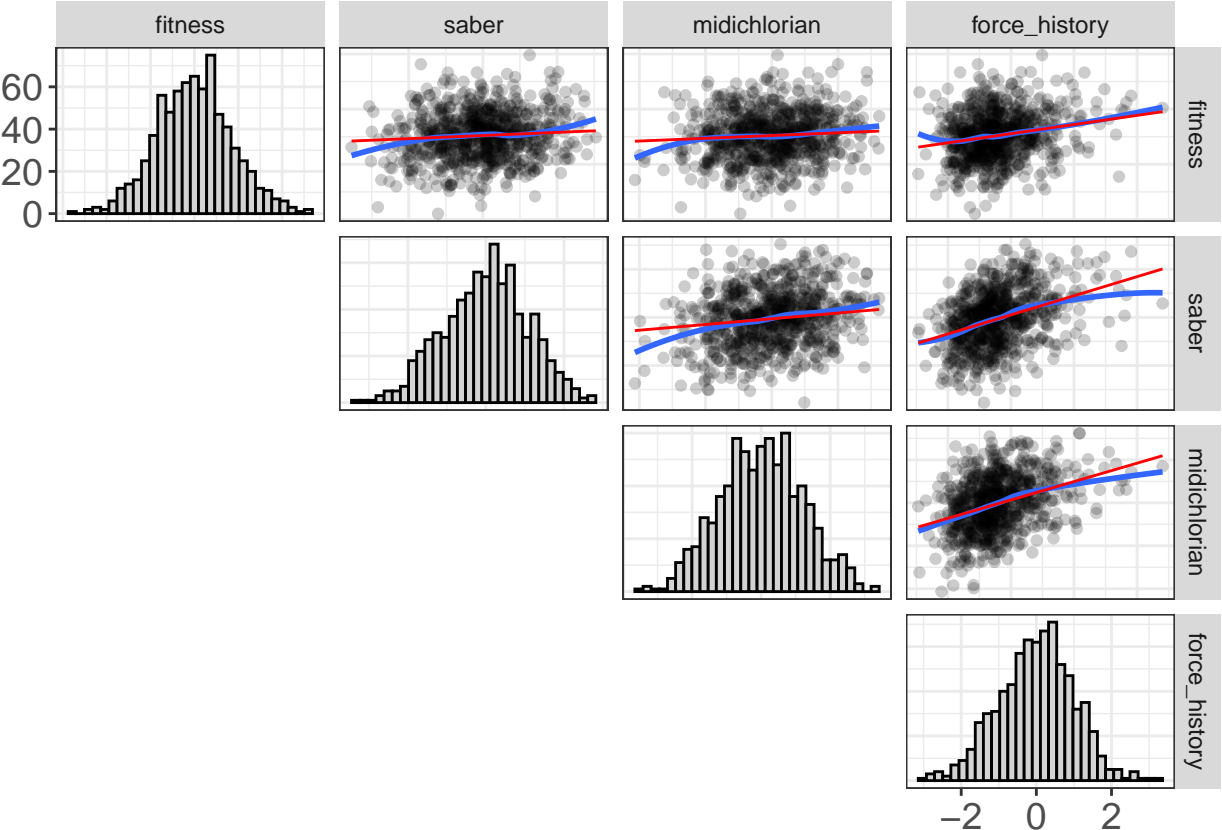 fitness saber midichlorian force_history
60
40
20
0
fitness
saber
midichlorian
force_history
−2 0 2